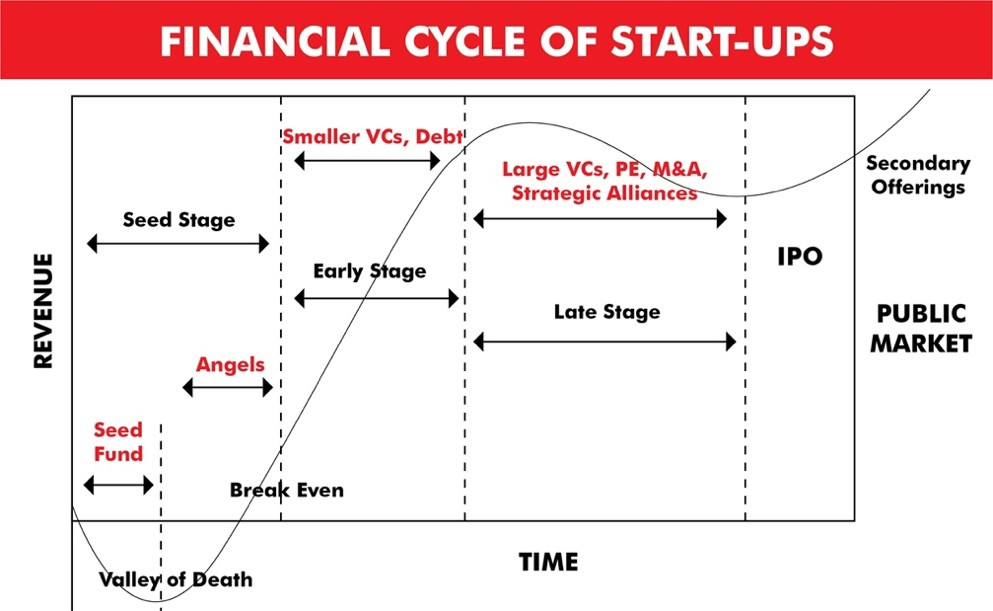 FINANCIAL CYCLE OF START-UPS
Smaller VCs, Debt
Large VCs, PE, M&A,
Strategic Alliances
Secondary
Offerings
Seed Stage
Early Stage
IPO
REVENUE
Late Stage
PUBLIC
MARKET
Angels
Seed
Fund
Break Even
TIME
Valley of Death